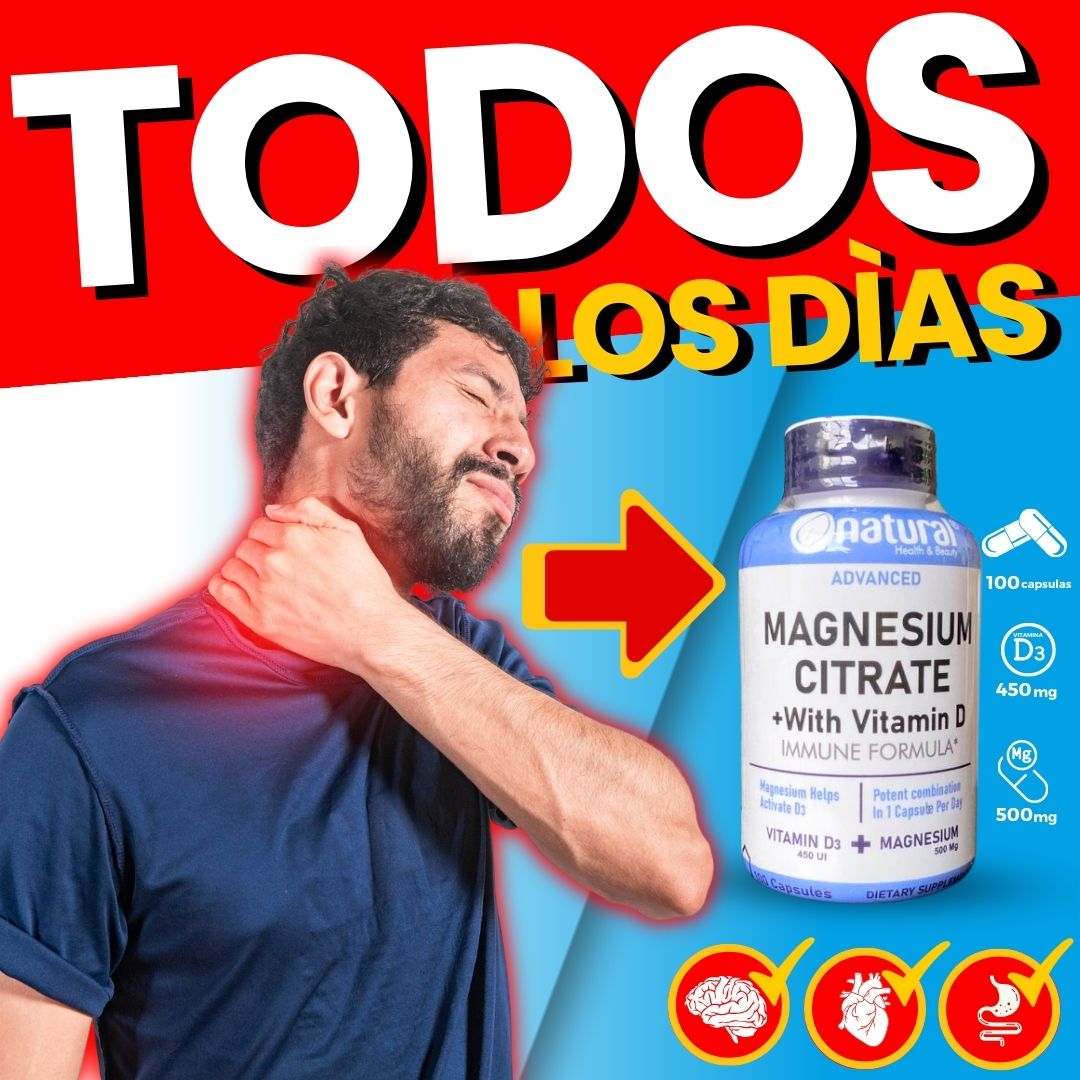 TODOS
LOS DÌAS
natural
Health & Beauty
ADVANCED
MAGNESIUM
CITRATE
+With Vitamin D
IMMUNE FORMULA*
Magnesium Helps
Activate D3
Potent combination
In 1 Capsule Per Day
VITAMIN D3
450 UI
+
MAGNESIUM
500 Mg
100 Capsules
DIETARY SUPPLEMENT
100 capsulas
VITAMINA
D3
450 mg
Mg
500mg